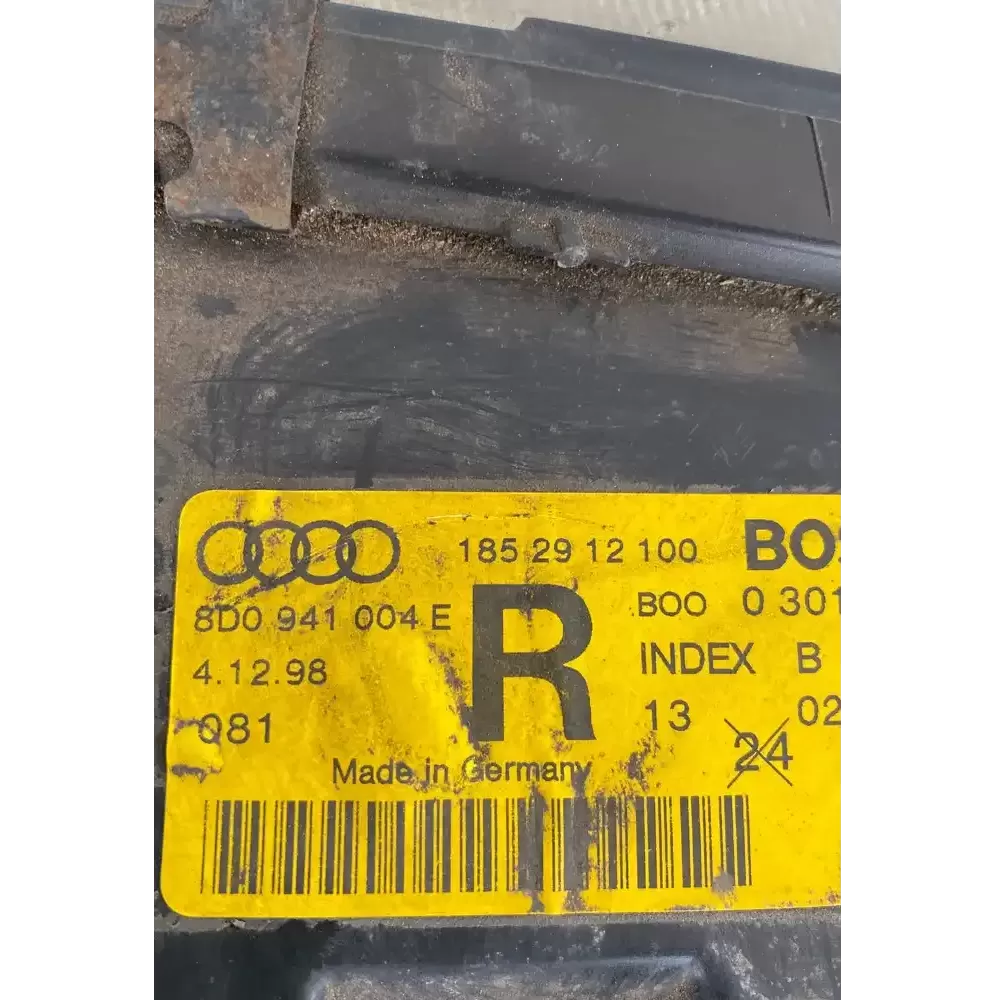 185 29 12 100 BOS
8D0 941 004 E R BOO 0 301
4.12.98 INDEX B
081 13 02
24
Made in Germany